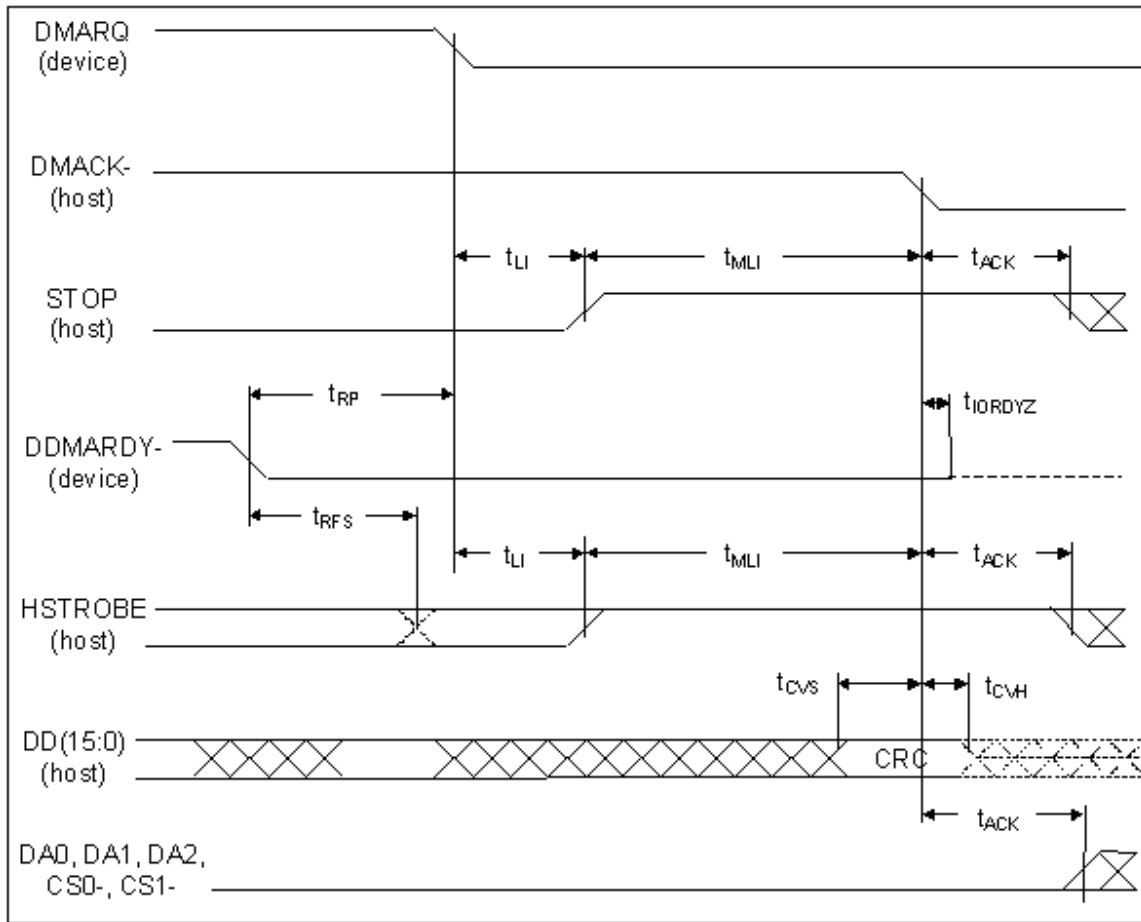 DMARQ
(device)
DMACK-
(host)
tLI
tMLI
tACK
STOP
(host)
tRP
tIORDYZ
DDMARDY-
(device)
tRFS
tLI
tMLI
tACK
HSTROBE
(host)
tCVS
tCVH
DD(15:0)
(host)
CRC
tACK
DA0, DA1, DA2,
CS0-, CS1-